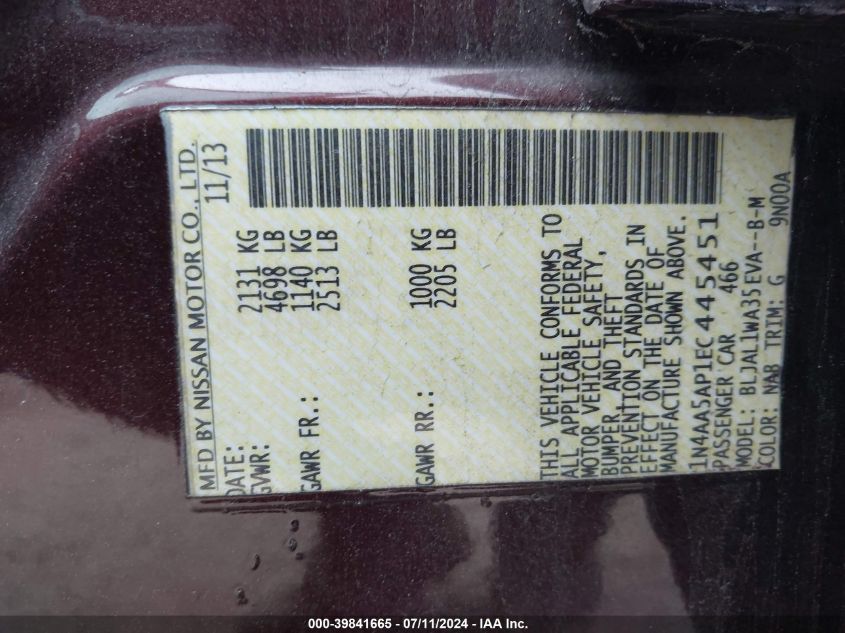 MFD BY NISSAN MOTOR CO., LTD.
DATE: 11/13
GVWR: 2131 KG
4698 LB
GAWR FR.: 1140 KG
2513 LB
GAWR RR.: 1000 KG
2205 LB
THIS VEHICLE CONFORMS TO
ALL APPLICABLE FEDERAL
MOTOR VEHICLE SAFETY,
BUMPER, AND THEFT
PREVENTION STANDARDS IN
EFFECT ON THE DATE OF
MANUFACTURE SHOWN ABOVE.
1N4AA5AP1EC445451
PASSENGER CAR 466
MODEL: BLJAL1WA35EVA--B-M
COLOR: NAB TRIM: G 9N00A
000-39841665 - 07/11/2024 - IAA Inc.